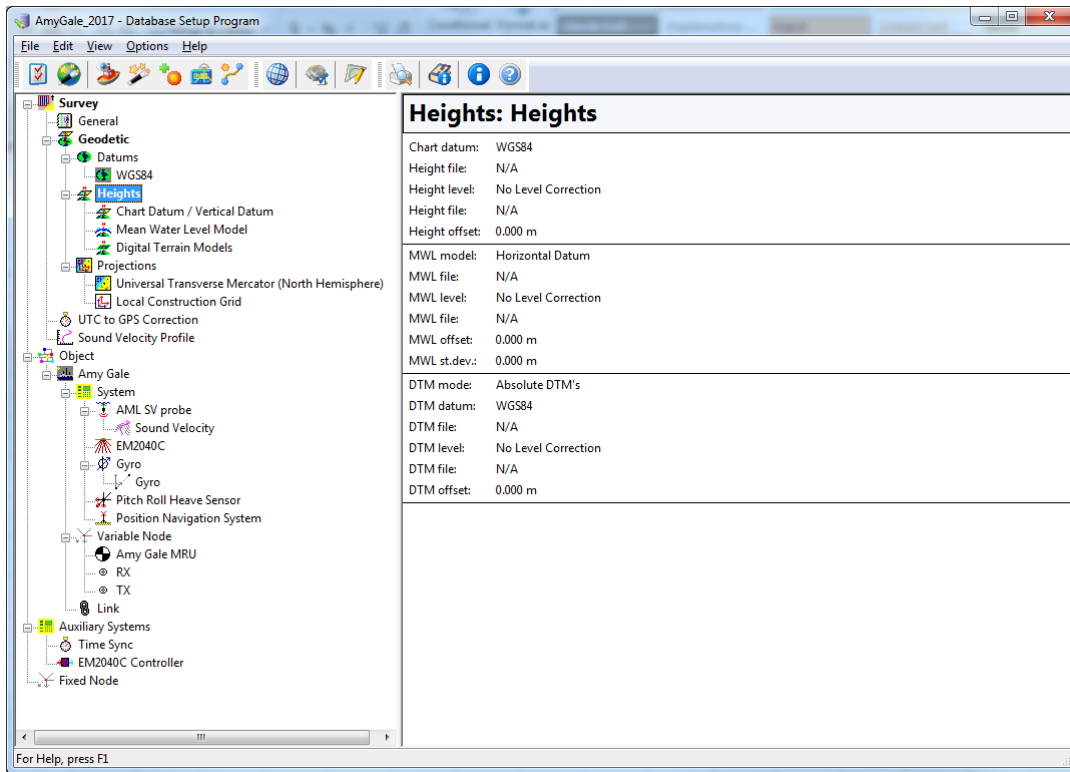 AmyGale_2017 - Database Setup Program
File Edit View Options Help
Survey
General
Geodetic
Datums
WGS84
Heights
Chart Datum / Vertical Datum
Mean Water Level Model
Digital Terrain Models
Projections
Universal Transverse Mercator (North Hemisphere)
Local Construction Grid
UTC to GPS Correction
Sound Velocity Profile
Object
Amy Gale
System
AML SV probe
Sound Velocity
EM2040C
Gyro
Gyro
Pitch Roll Heave Sensor
Position Navigation System
Variable Node
Amy Gale MRU
RX
TX
Link
Auxiliary Systems
Time Sync
EM2040C Controller
Fixed Node
Heights: Heights
Chart datum: WGS84
Height file: N/A
Height level: No Level Correction
Height file: N/A
Height offset: 0.000 m
MWL model: Horizontal Datum
MWL file: N/A
MWL level: No Level Correction
MWL file: N/A
MWL offset: 0.000 m
MWL st.dev.: 0.000 m
DTM mode: Absolute DTM's
DTM datum: WGS84
DTM file: N/A
DTM level: No Level Correction
DTM file: N/A
DTM offset: 0.000 m
For Help, press F1